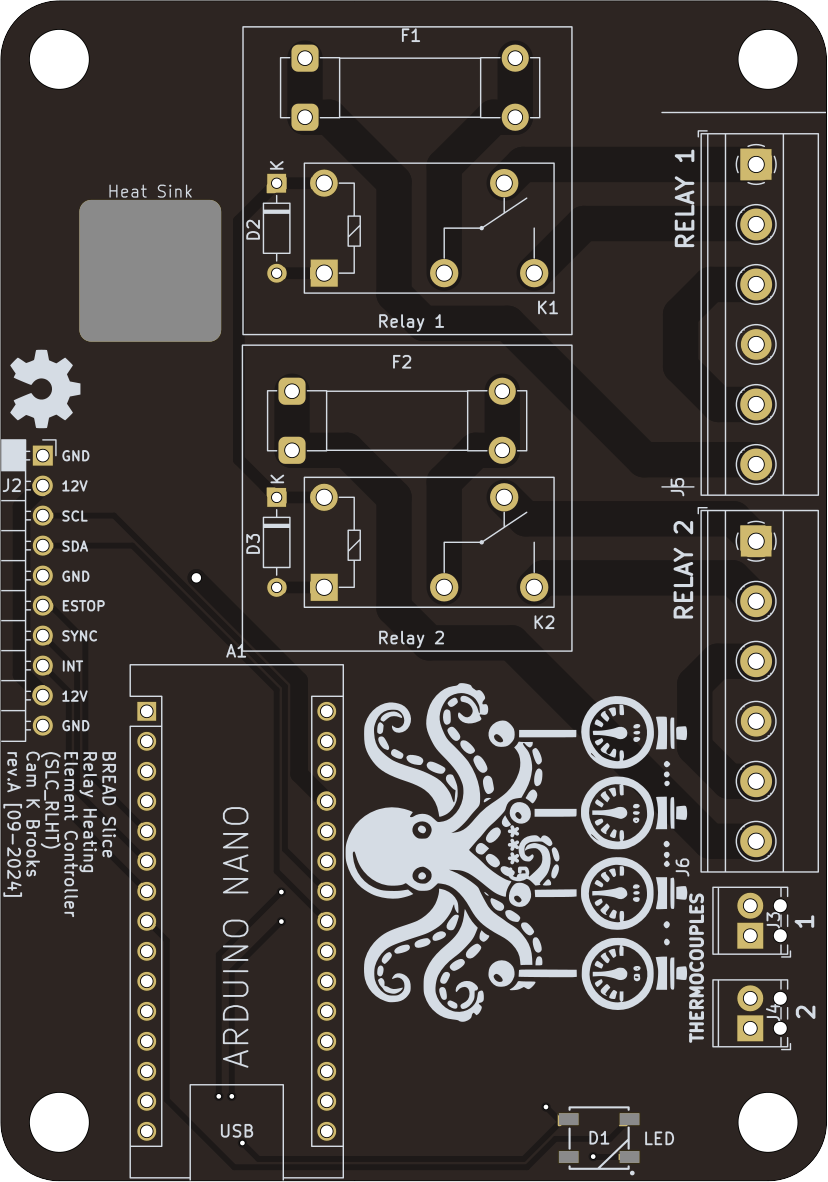 F1
K
RELAY 1
Heat Sink
D2
K1
Relay 1
F2
GND
K
J2
12V
J5
SCL
RELAY 2
D3
SDA
GND
ESTOP
K2
SYNC
Relay 2
A1
INT
12V
GND
BREAD Slice
Relay Heating
Element Controller
(SLC_RLHT)
Cam K Brooks
rev.A [09-2024]
ARDUINO NANO
J6
THERMOCOUPLES
J3
1
J4
2
USB
D1
LED